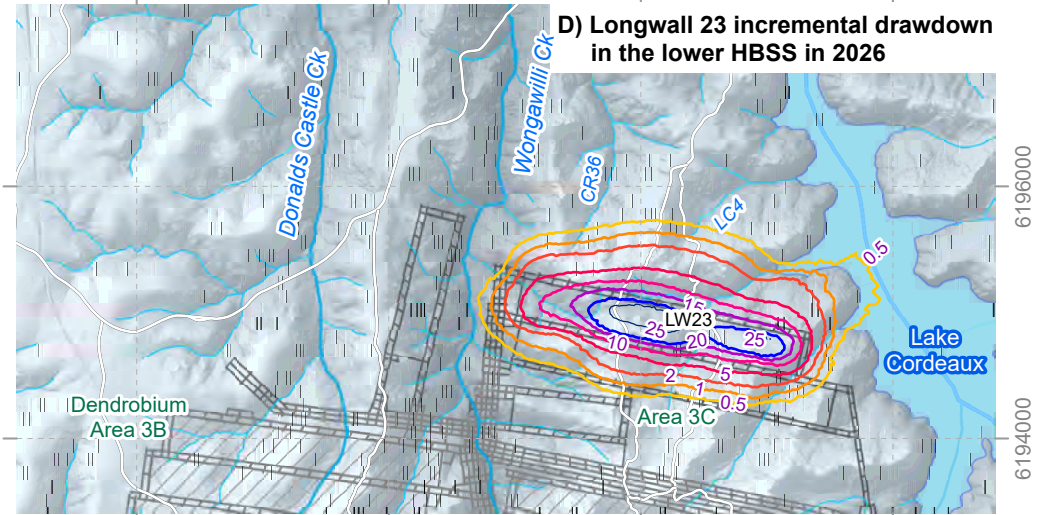 D) Longwall 23 incremental drawdown
in the lower HBSS in 2026
Donalds Castle Ck
Wongawilli Ck
CR36
LC4
6196000
0.5
15
LW23
25
20
25
10
Lake
Cordeaux
5
2
1
0.5
Dendrobium
Area 3B
Area 3C
6194000